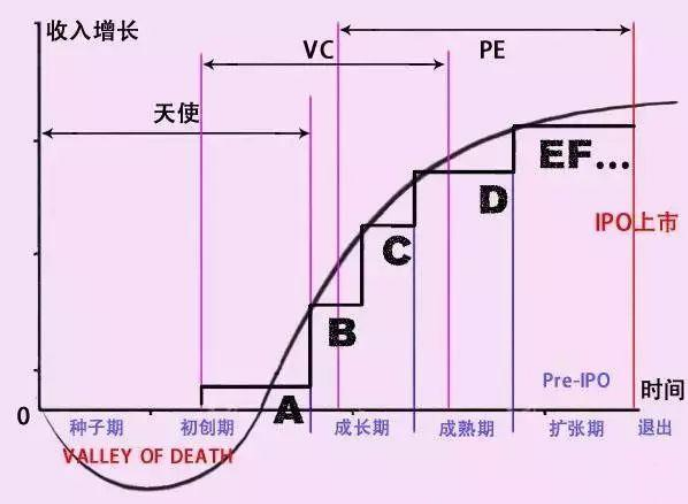 收入增长
VC
PE
天使
EF...
D
IPO上市
C
B
Pre-IPO
时间
A
0
种子期
初创期
成长期
成熟期
扩张期
退出
VALLEY OF DEATH